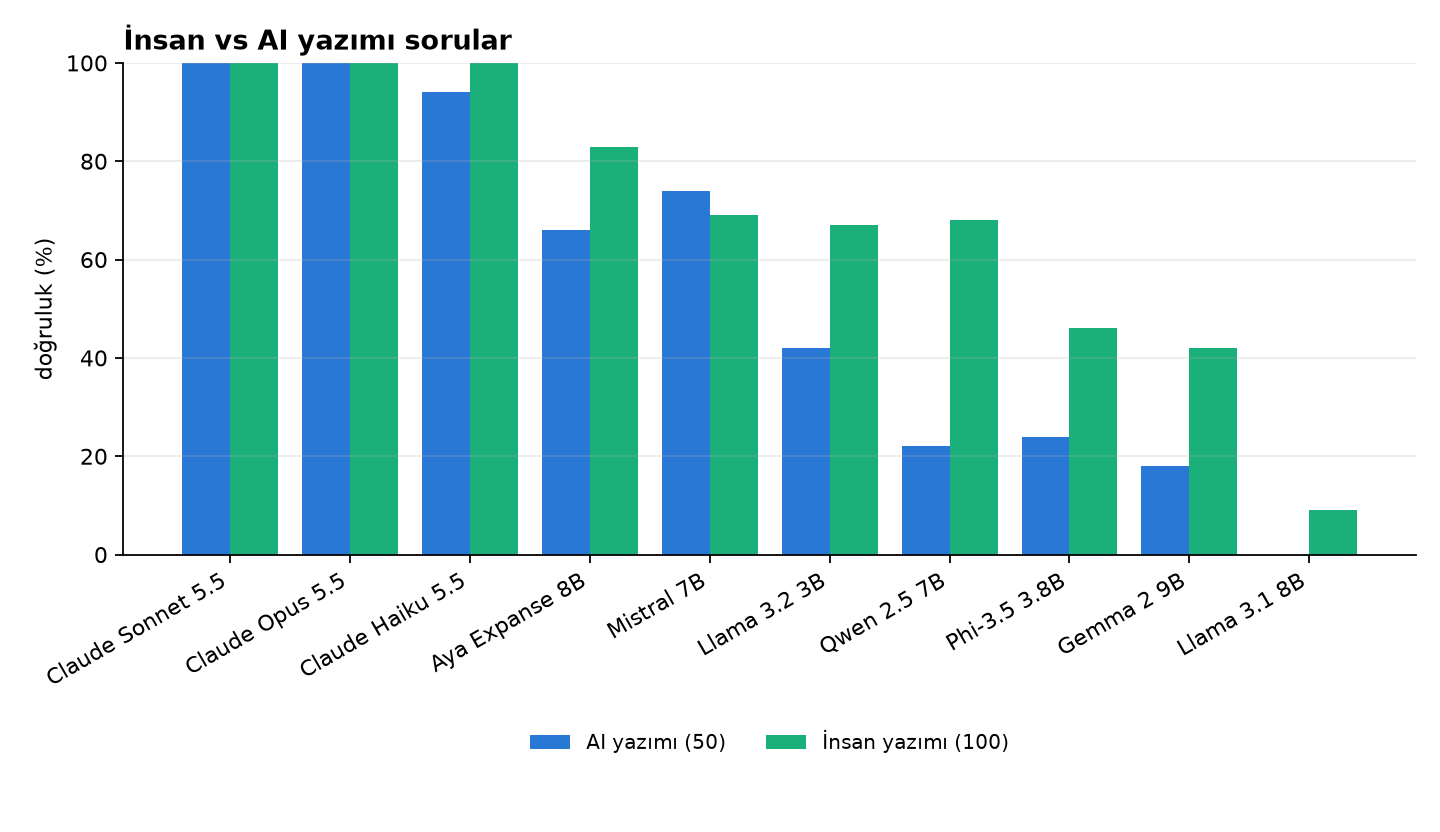 İnsan vs AI yazımı sorular
100
80
60
40
20
0
doğruluk (%)
Claude Sonnet 5.5
Claude Opus 5.5
Claude Haiku 5.5
Aya Expanse 8B
Mistral 7B
Llama 3.2 3B
Qwen 2.5 7B
Phi-3.5 3.8B
Gemma 2 9B
Llama 3.1 8B
AI yazımı (50)
İnsan yazımı (100)